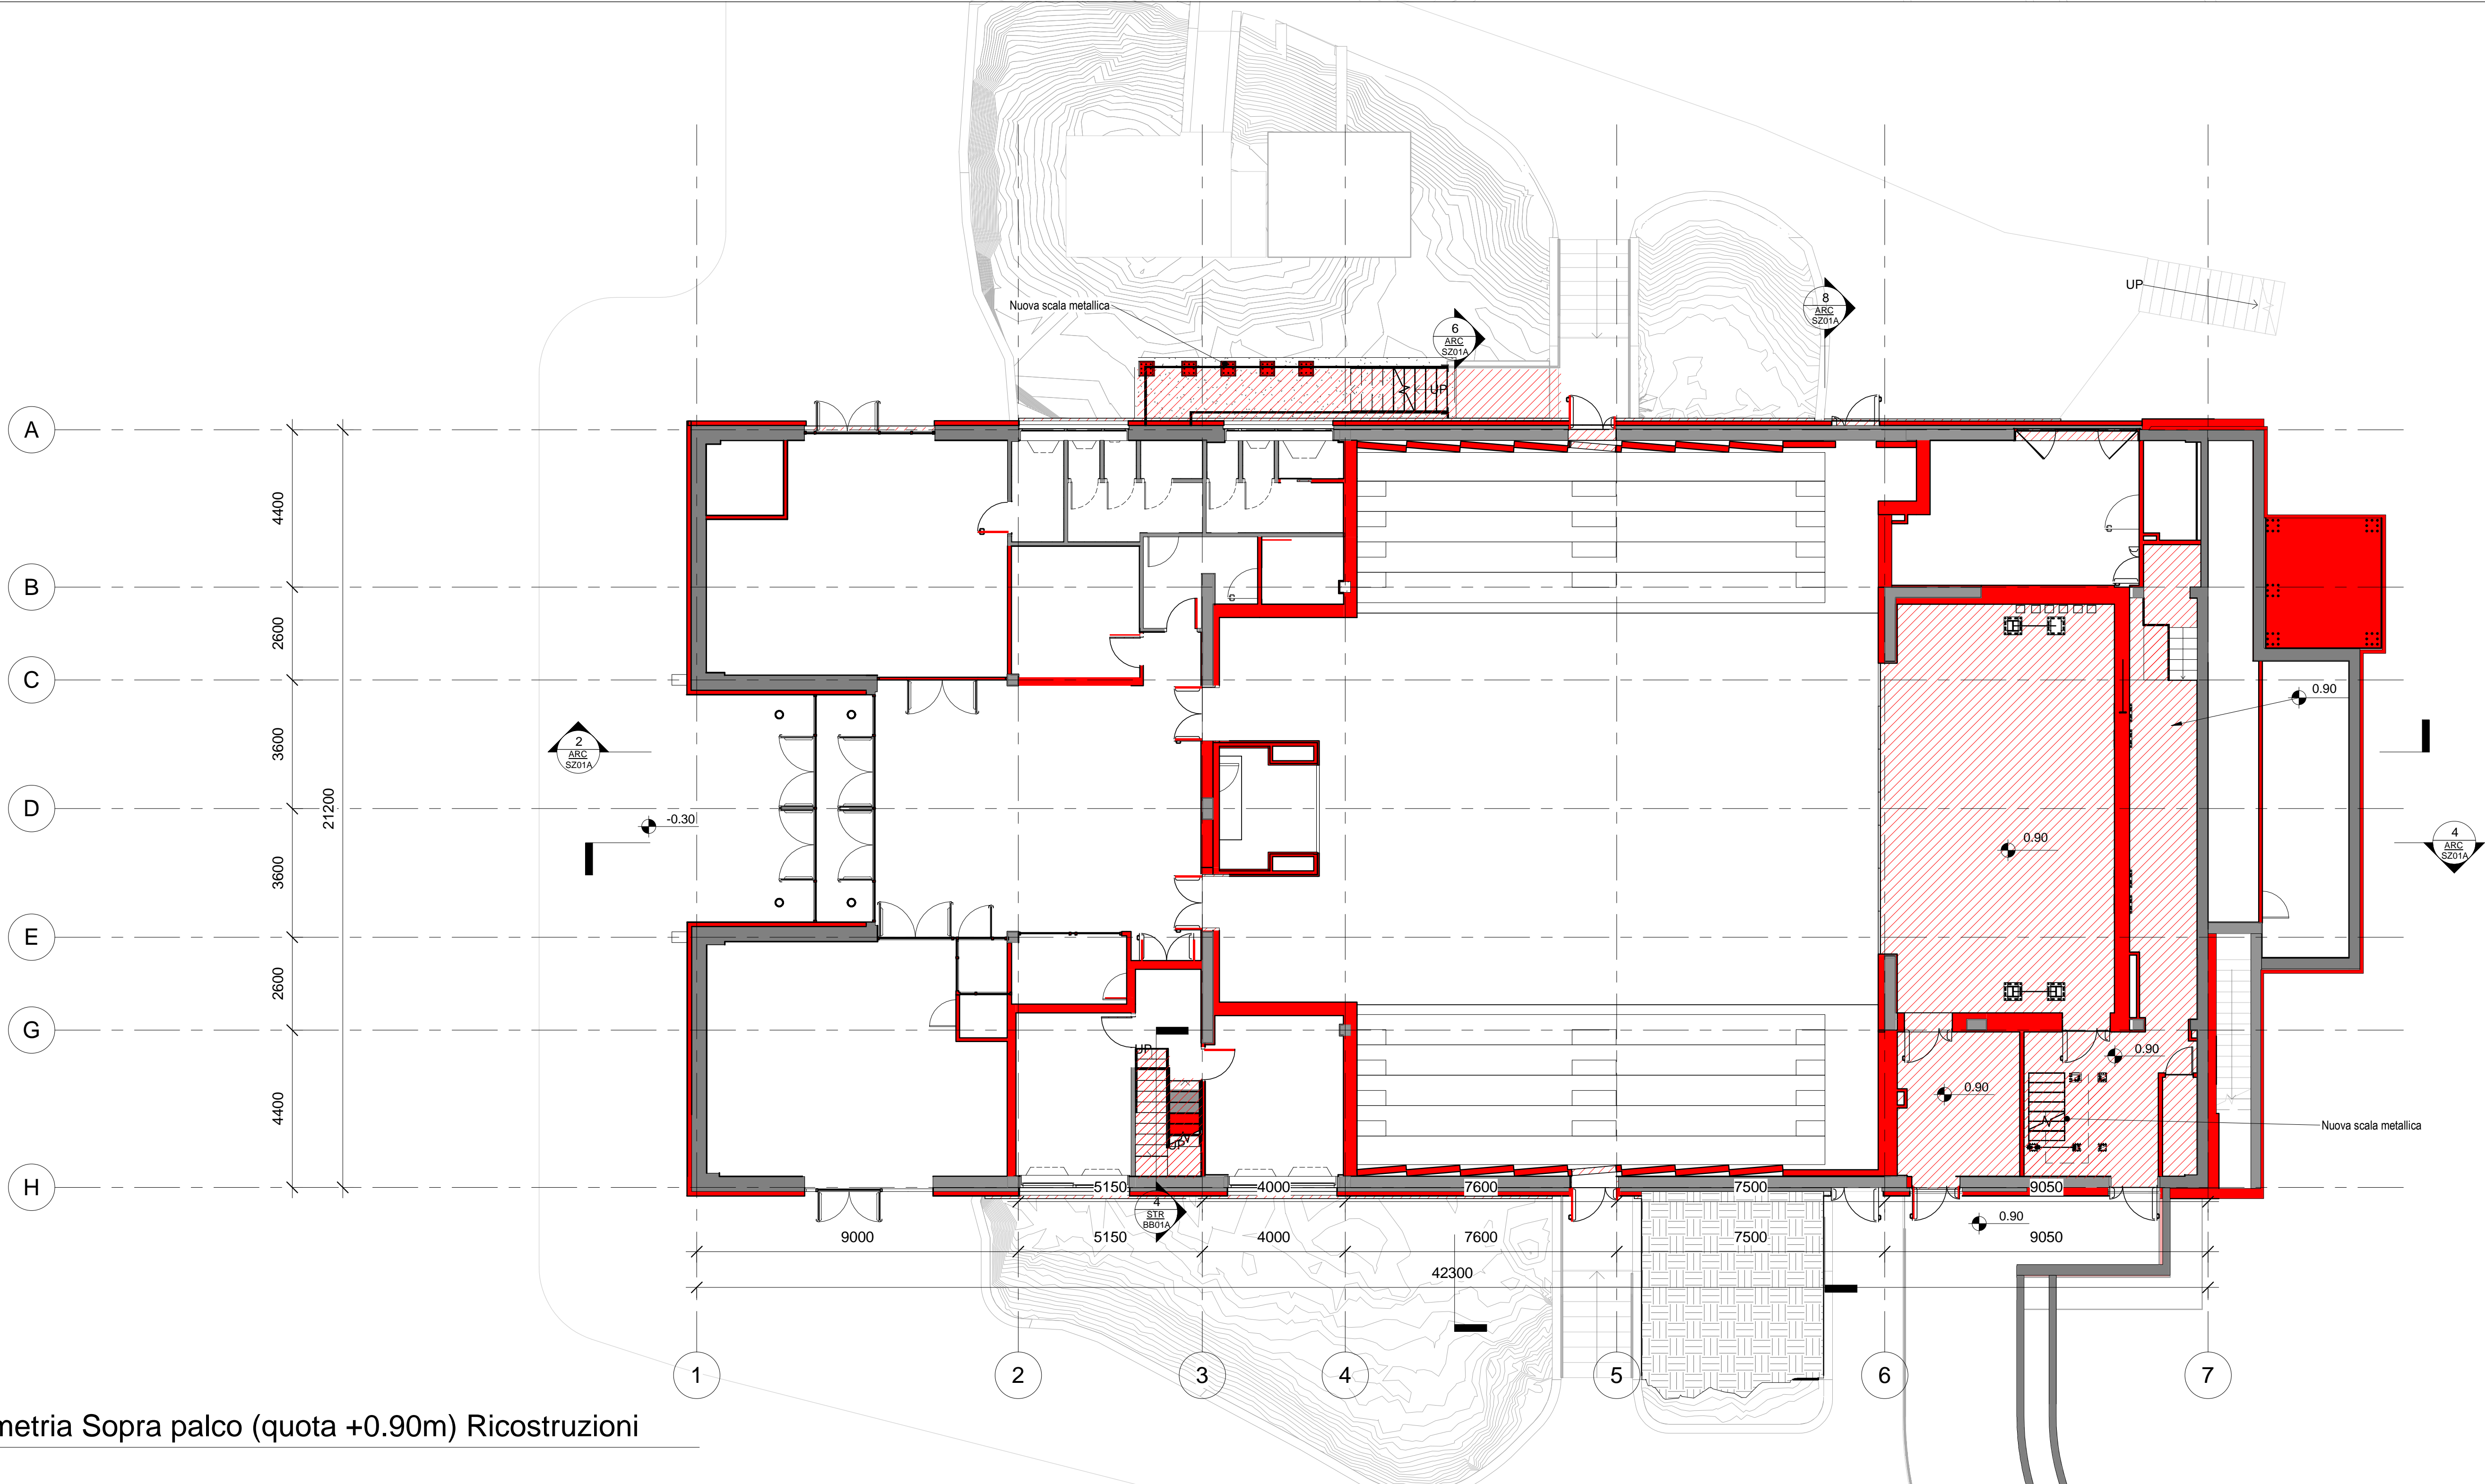 Nuova scala metallica
6
ARC
SZ01A
8
ARC
SZ01A
UP
UP
A
B
C
D
E
G
H
4400
2600
3600
3600
2600
4400
21200
2
ARC
SZ01A
-0.30
0.90
0.90
4
ARC
SZ01A
UP
UP
0.90
0.90
Nuova scala metallica
5150
4000
7600
7500
9050
4
STR
BB01A
0.90
9000
5150
4000
7600
7500
9050
42300
1
2
3
4
5
6
7
metria Sopra palco (quota +0.90m) Ricostruzioni